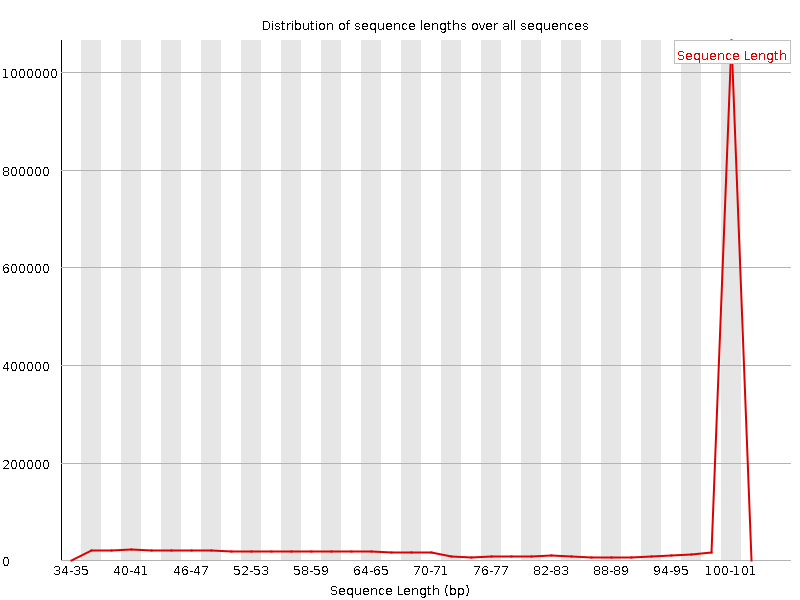 Distribution of sequence lengths over all sequences
Sequence Length
1000000
800000
600000
400000
200000
0
34-35 40-41 46-47 52-53 58-59 64-65 70-71 76-77 82-83 88-89 94-95 100-101
Sequence Length (bp)